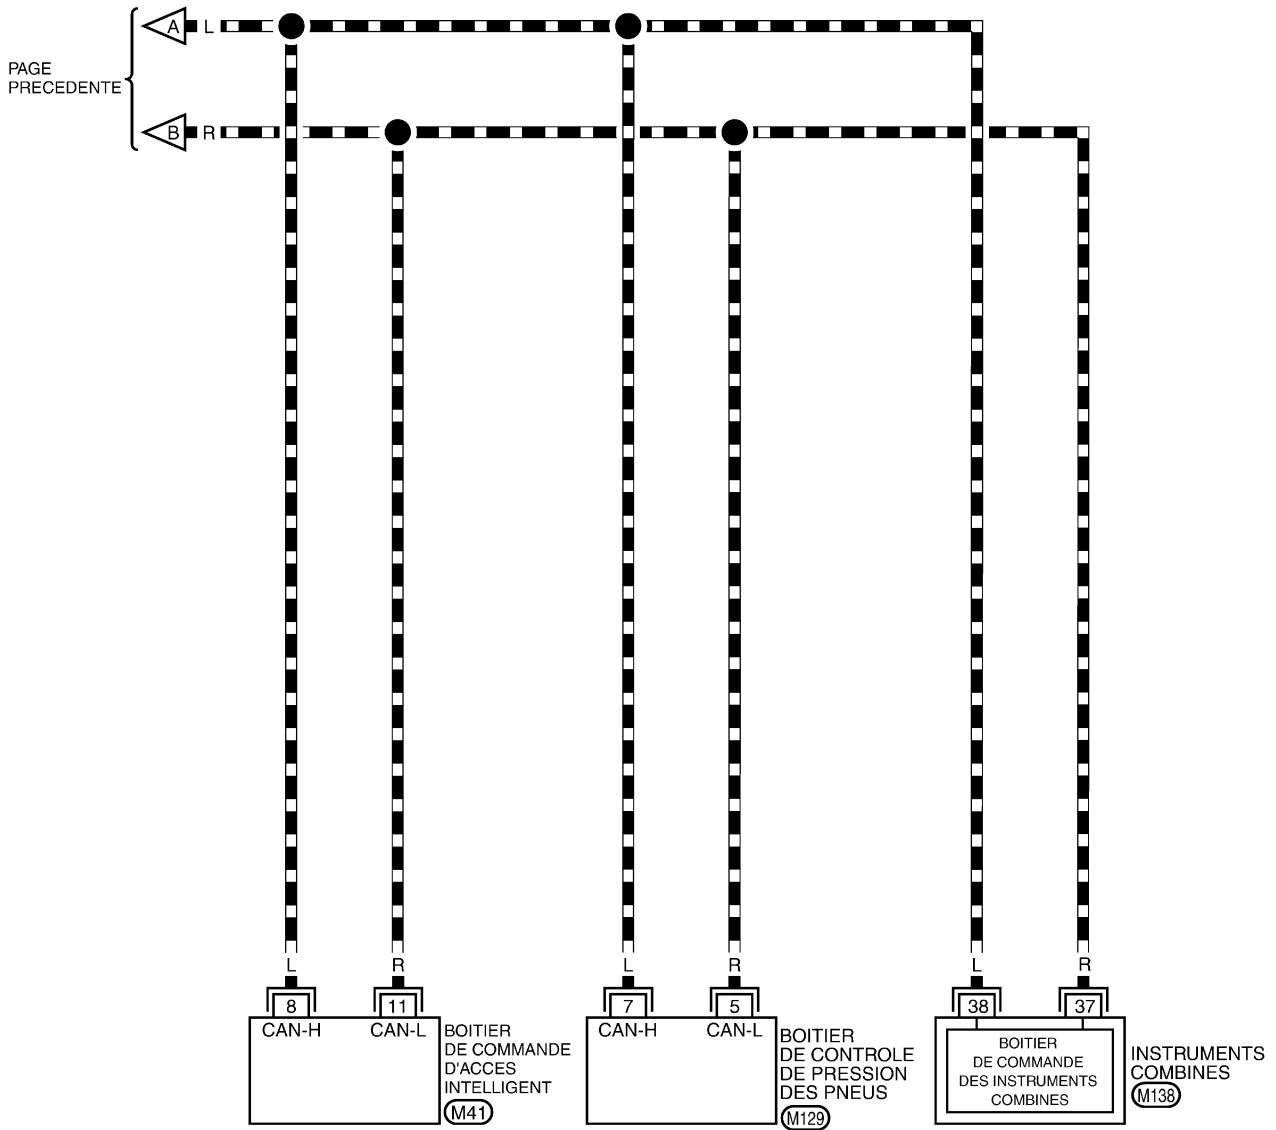 A L
PAGE
PRECEDENTE
B R
L R L R L R
8 11 7 5 38 37
CAN-H CAN-L
BOITIER
DE COMMANDE
D'ACCES
INTELLIGENT
M41
CAN-H CAN-L
BOITIER
DE CONTROLE
DE PRESSION
DES PNEUS
M129
BOITIER
DE COMMANDE
DES INSTRUMENTS
COMBINES
INSTRUMENTS
COMBINES
M138